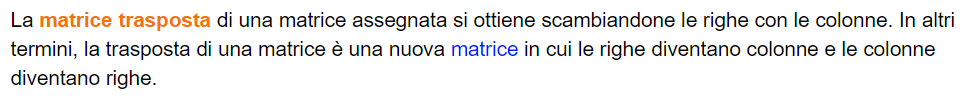 La matrice trasposta di una matrice assegnata si ottiene scambiandone le righe con le colonne. In altri
termini, la trasposta di una matrice è una nuova matrice in cui le righe diventano colonne e le colonne
diventano righe.